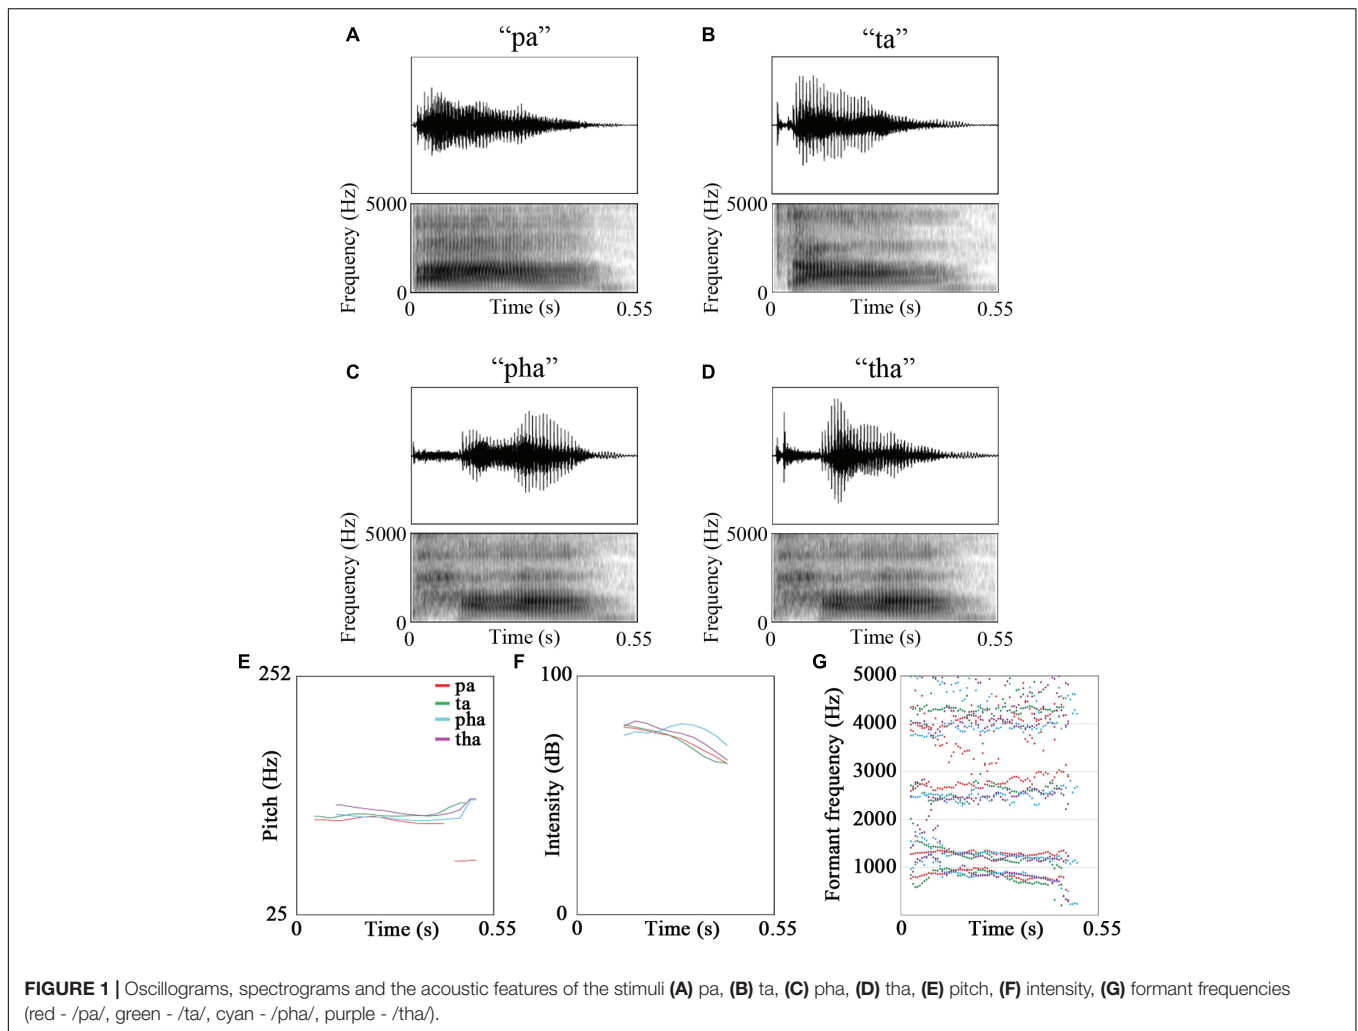 A
“pa”
B
“ta”
Frequency (Hz)
5000
0
0
Time (s)
0.55
Frequency (Hz)
5000
0
0
Time (s)
0.55
C
“pha”
D
“tha”
Frequency (Hz)
5000
0
0
Time (s)
0.55
Frequency (Hz)
5000
0
0
Time (s)
0.55
E
252
Pitch (Hz)
25
0
Time (s)
0.55
pa
ta
pha
tha
F
100
Intensity (dB)
0
0
Time (s)
0.55
G
Formant frequency (Hz)
5000
4000
3000
2000
1000
0
Time (s)
0.55
FIGURE 1 | Oscillograms, spectrograms and the acoustic features of the stimuli (A) pa, (B) ta, (C) pha, (D) tha, (E) pitch, (F) intensity, (G) formant frequencies
(red - /pa/, green - /ta/, cyan - /pha/, purple - /tha/).